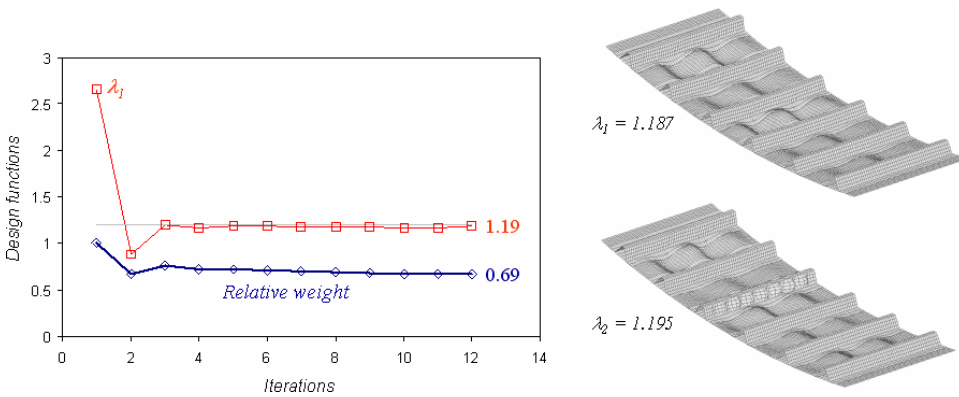 Design functions
3
2.5
2
1.5
1
0.5
0
λ1
1.19
0.69
Relative weight
0 2 4 6 8 10 12 14
Iterations
λ1 = 1.187
λ2 = 1.195